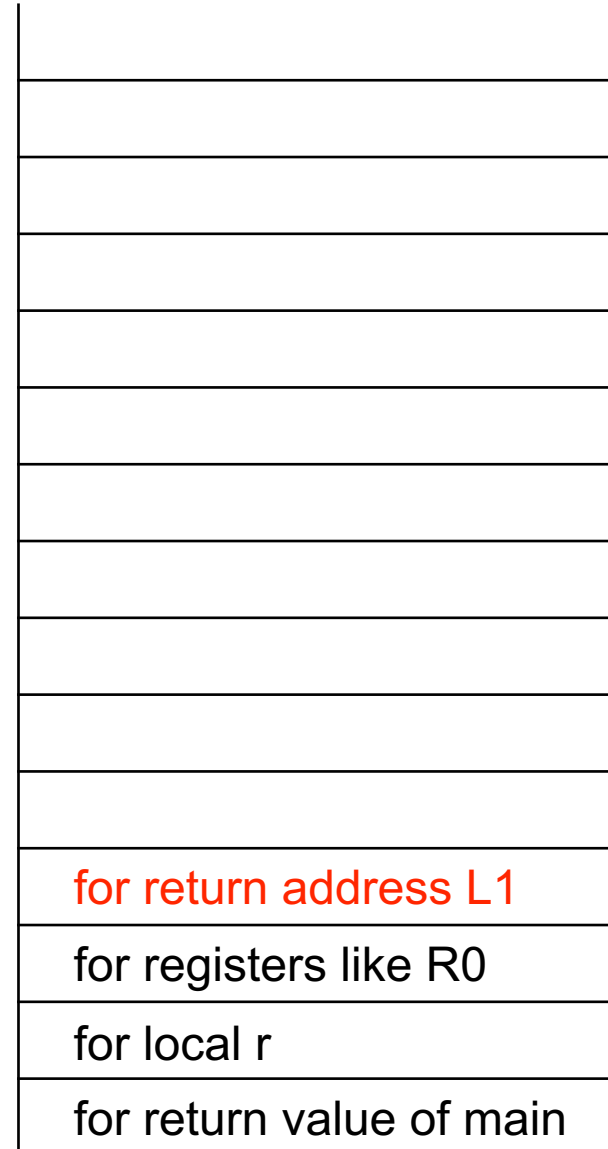 for return address L1
for registers like R0
for local r
for return value of main